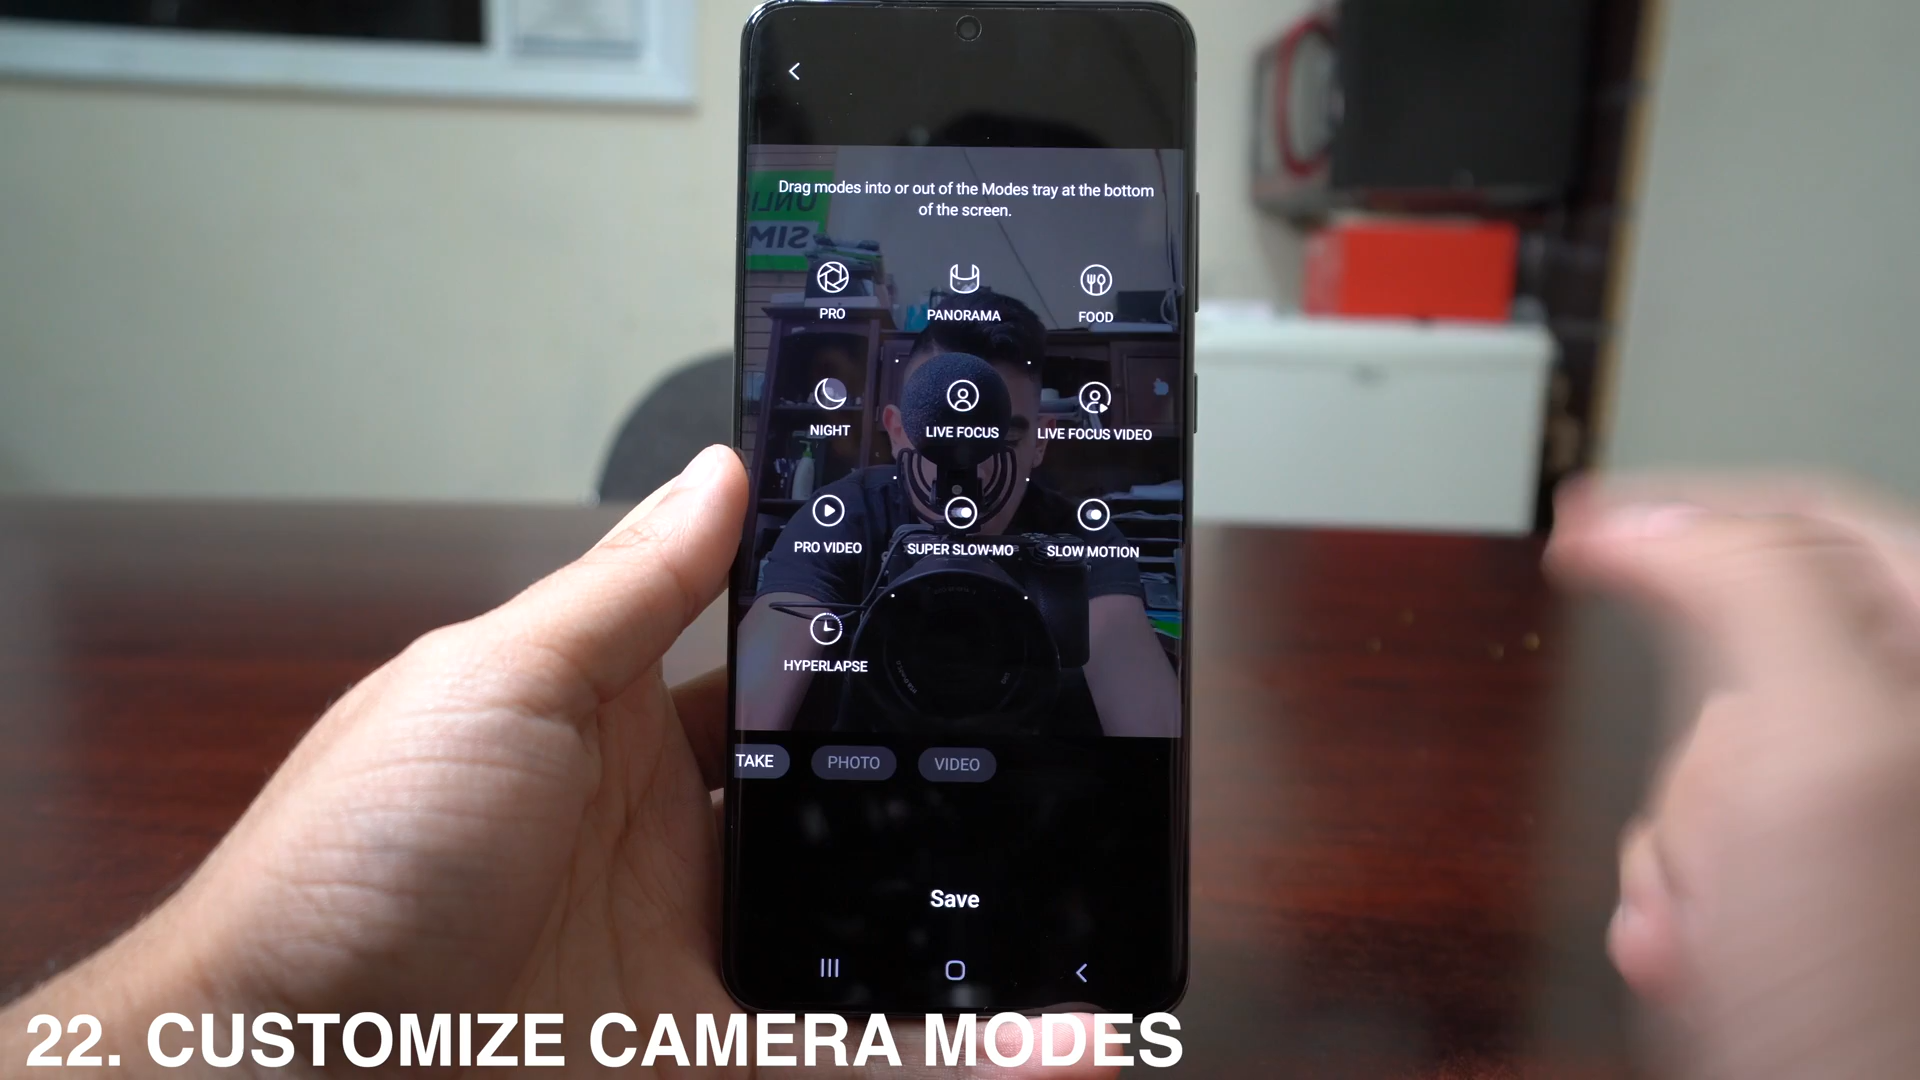 Drag modes into or out of the Modes tray at the bottom
of the screen.
PRO
PANORAMA
FOOD
NIGHT
LIVE FOCUS
LIVE FOCUS VIDEO
PRO VIDEO
SUPER SLOW-MO
SLOW MOTION
HYPERLAPSE
TAKE
PHOTO
VIDEO
Save
22. CUSTOMIZE CAMERA MODES